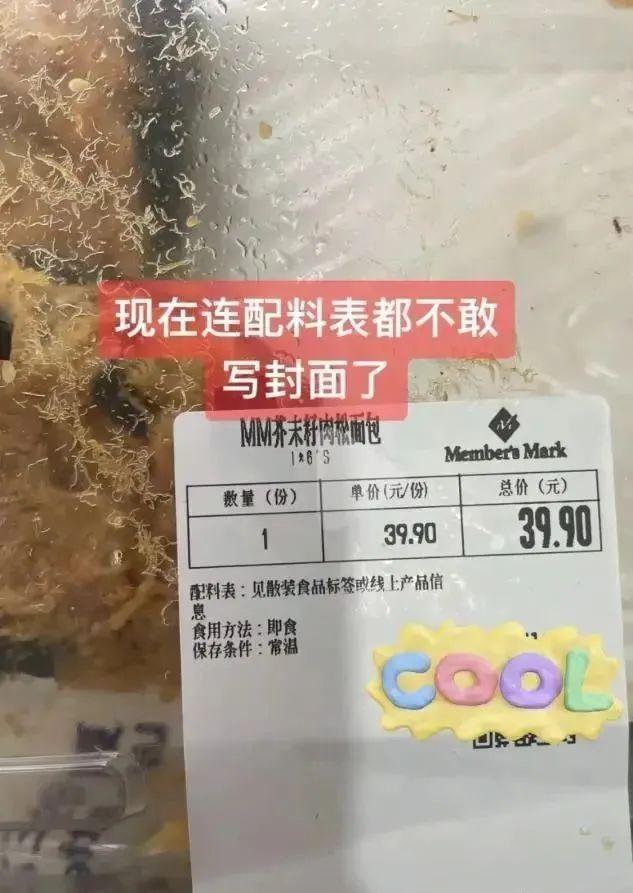 现在连配料表都不敢
写封面了
MM芥末籽肉松面包
1*6'S
Member's Mark
数量（份）
单价(元/份)
总价（元）
1
39.90
39.90
配料表：见散装食品标签或线上产品信
息
食用方法：即食
保存条件：常温
COOL